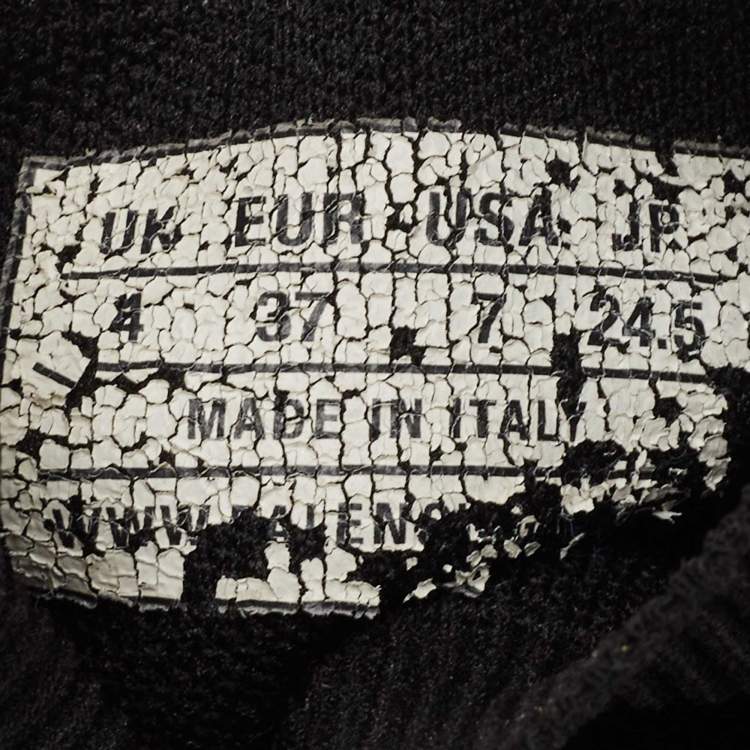 UK EUR USA JP
4 37 7 24.5
MADE IN ITALY